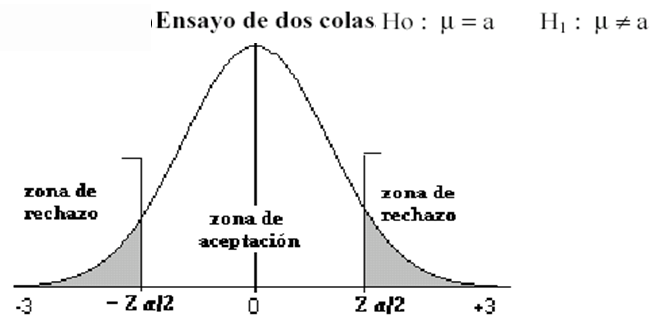 Ensayo de dos colas Ho : μ = a H₁ : μ ≠ a
zona de
rechazo
zona de
aceptación
zona de
rechazo
-3 - Z α/2 0 Z α/2 +3